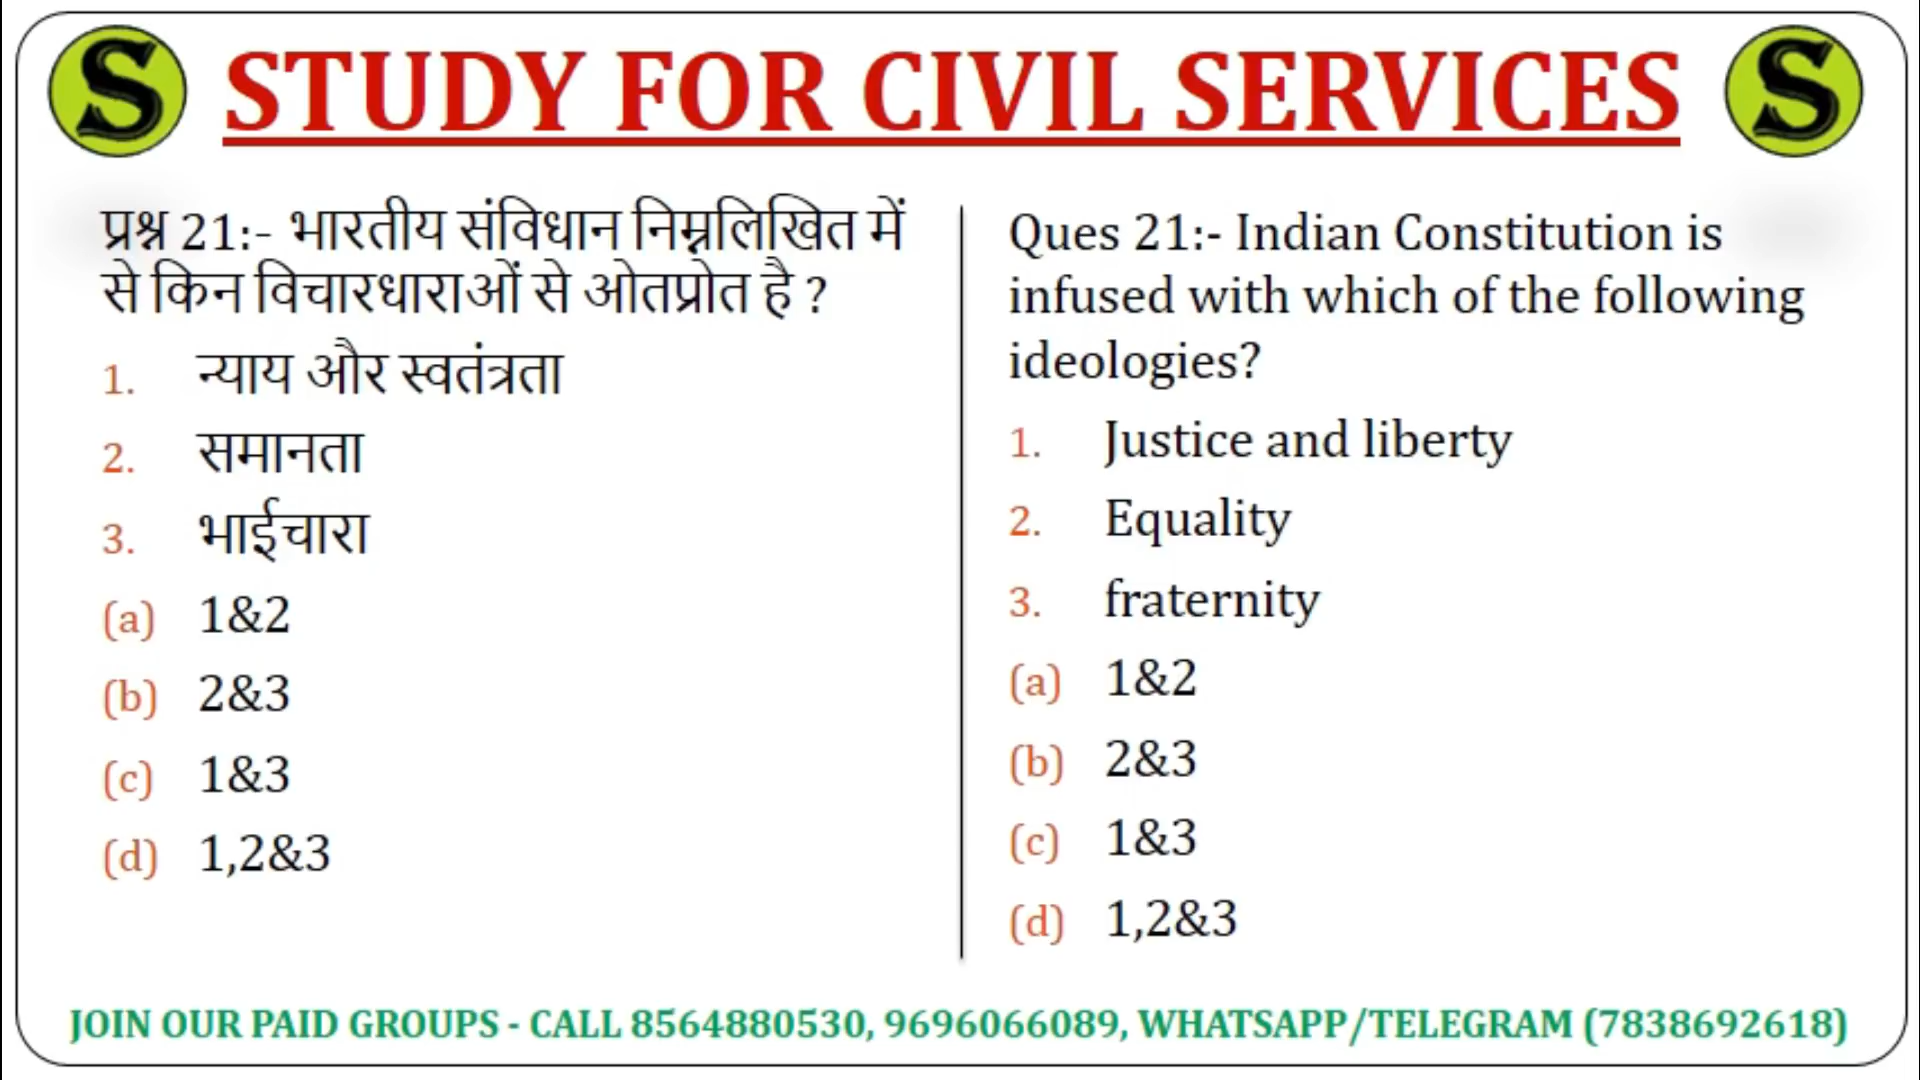 S STUDY FOR CIVIL SERVICES S
प्रश्न 21:- भारतीय संविधान निम्नलिखित में
से किन विचारधाराओं से ओतप्रोत है ?
1. न्याय और स्वतंत्रता
2. समानता
3. भाईचारा
(a) 1&2
(b) 2&3
(c) 1&3
(d) 1,2&3
Ques 21:- Indian Constitution is
infused with which of the following
ideologies?
1. Justice and liberty
2. Equality
3. fraternity
(a) 1&2
(b) 2&3
(c) 1&3
(d) 1,2&3
JOIN OUR PAID GROUPS - CALL 8564880530, 9696066089, WHATSAPP/TELEGRAM (7838692618)